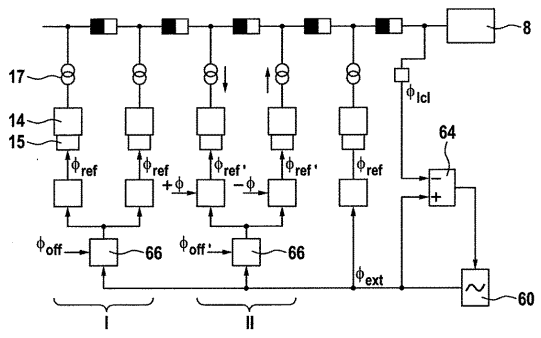 8
17
ϕlcl
14
15
64
ϕref
ϕref
ϕref'
ϕref'
ϕref
−
+
+ϕ
−ϕ
ϕoff
66
ϕoff'
66
ϕext
~
60
I
II